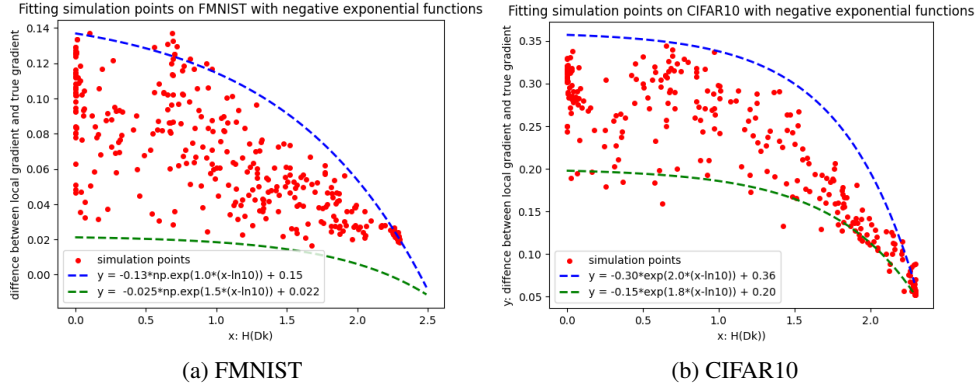 Fitting simulation points on FMNIST with negative exponential functions
diffence between local gradient and true gradient
0.14
0.12
0.10
0.08
0.06
0.04
0.02
0.00
simulation points
y = -0.13*np.exp(1.0*(x-ln10)) + 0.15
y = -0.025*np.exp(1.5*(x-ln10)) + 0.022
0.0 0.5 1.0 1.5 2.0 2.5
x: H(Dk)
(a) FMNIST
Fitting simulation points on CIFAR10 with negative exponential functions
y: diffence between local gradient and true gradient
0.35
0.30
0.25
0.20
0.15
0.10
0.05
simulation points
y = -0.30*exp(2.0*(x-ln10)) + 0.36
y = -0.15*exp(1.8*(x-ln10)) + 0.20
0.0 0.5 1.0 1.5 2.0
x: H(Dk))
(b) CIFAR10